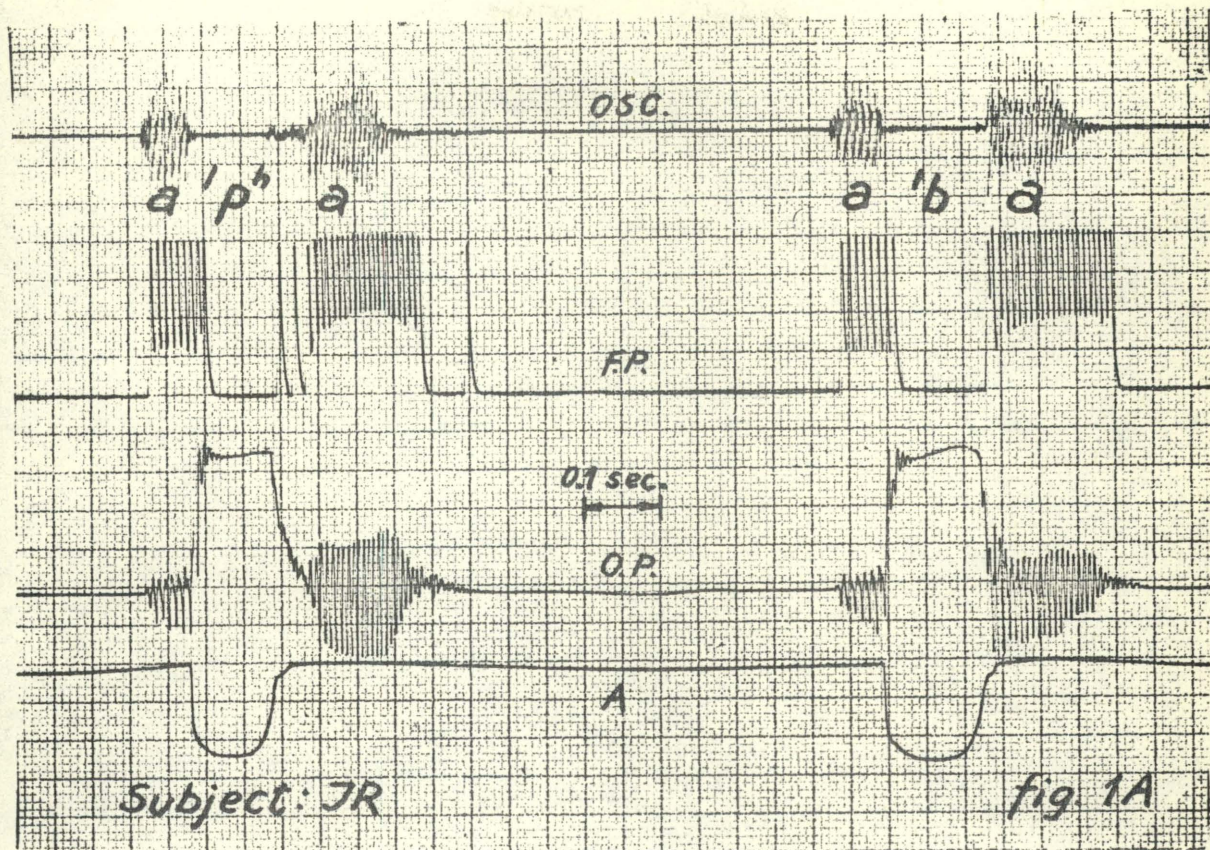 OSC.
a 'pʰ a a 'b a
F.P.
0.1 sec.
O.P.
A
Subject: JR
fig. 1A